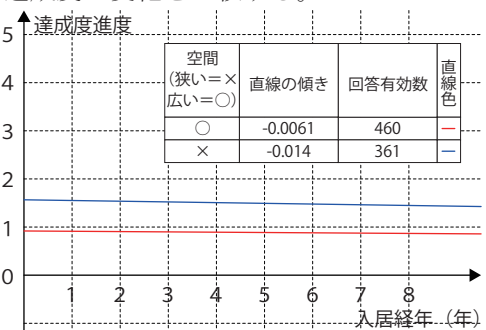 達成度進度
5
4
3
2
1
0
空間
(狭い=×
広い=○)
直線の傾き
回答有効数
直線色
○ -0.0061 460
× -0.014 361
1 2 3 4 5 6 7 8
入居経年（年）